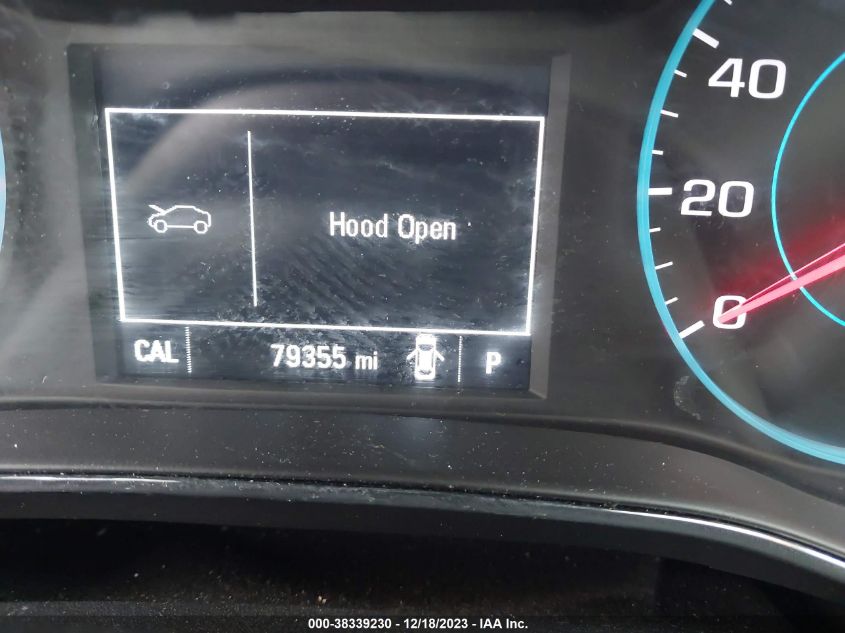 40
20
0
Hood Open
CAL 79355 mi P
000-38339230 - 12/18/2023 - IAA Inc.